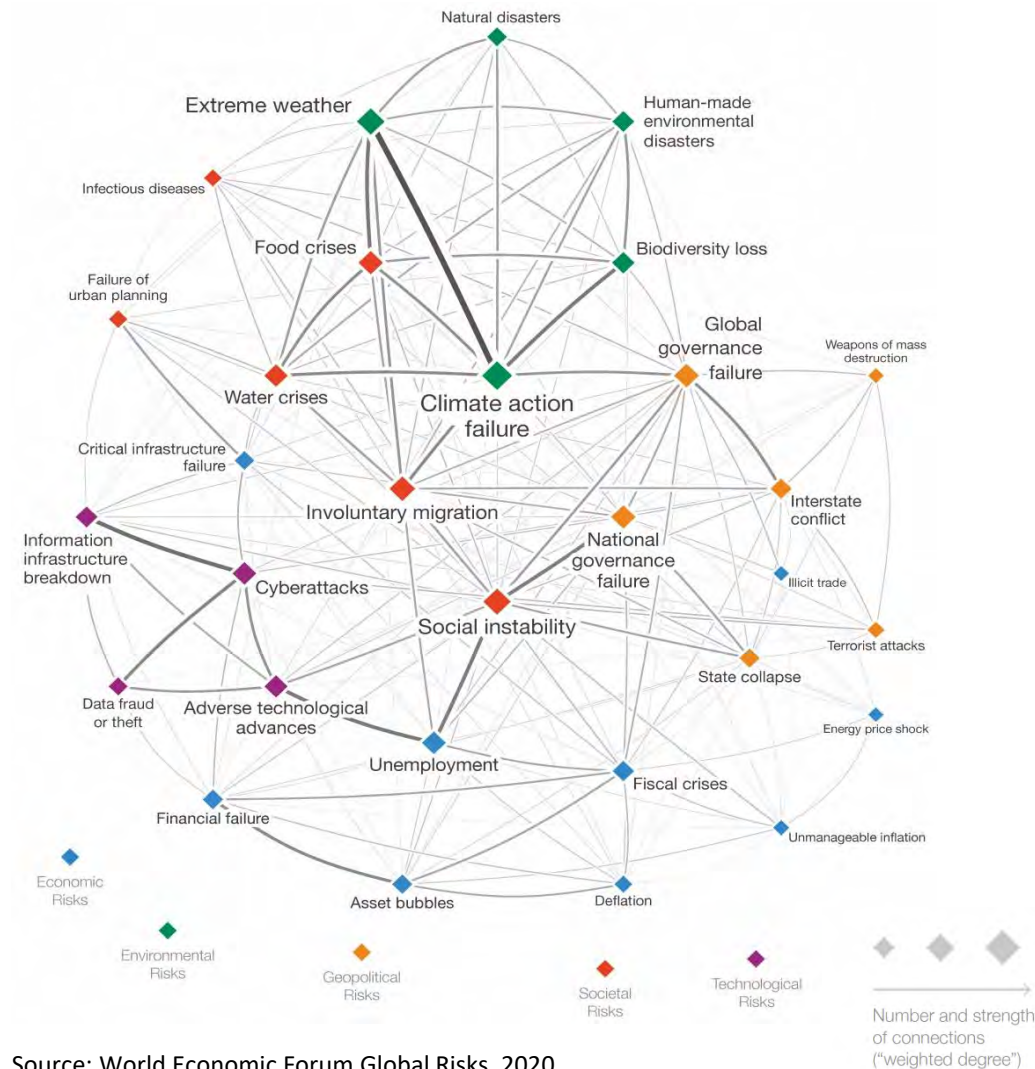 Natural disasters
Extreme weather
Human-made
environmental
disasters
Infectious diseases
Food crises
Biodiversity loss
Failure of
urban planning
Global
governance
failure
Weapons of mass
destruction
Water crises
Climate action
failure
Critical infrastructure
failure
Involuntary migration
Interstate
conflict
Information
infrastructure
breakdown
National
governance
failure
Cyberattacks
Illicit trade
Social instability
Terrorist attacks
State collapse
Data fraud
or theft
Adverse technological
advances
Energy price shock
Unemployment
Fiscal crises
Financial failure
Unmanageable inflation
Asset bubbles
Deflation
Economic
Risks
Environmental
Risks
Geopolitical
Risks
Societal
Risks
Technological
Risks
Number and strength
of connections
("weighted degree")
Source: World Economic Forum Global Risks, 2020